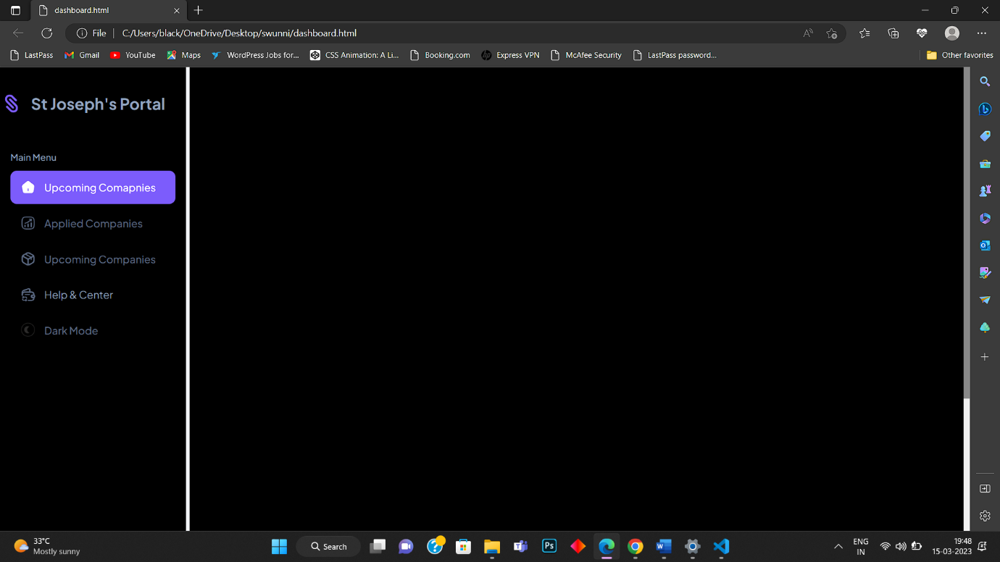 dashboard.html
File
C:/Users/black/OneDrive/Desktop/swunni/dashboard.html
LastPass Gmail YouTube Maps WordPress Jobs for... CSS Animation: A Li... Booking.com Express VPN McAfee Security LastPass password... Other favorites
St Joseph's Portal
Main Menu
Upcoming Comapnies
Applied Companies
Upcoming Companies
Help & Center
Dark Mode
33°C
Mostly sunny
Search
ENG
IN
19:48
15-03-2023